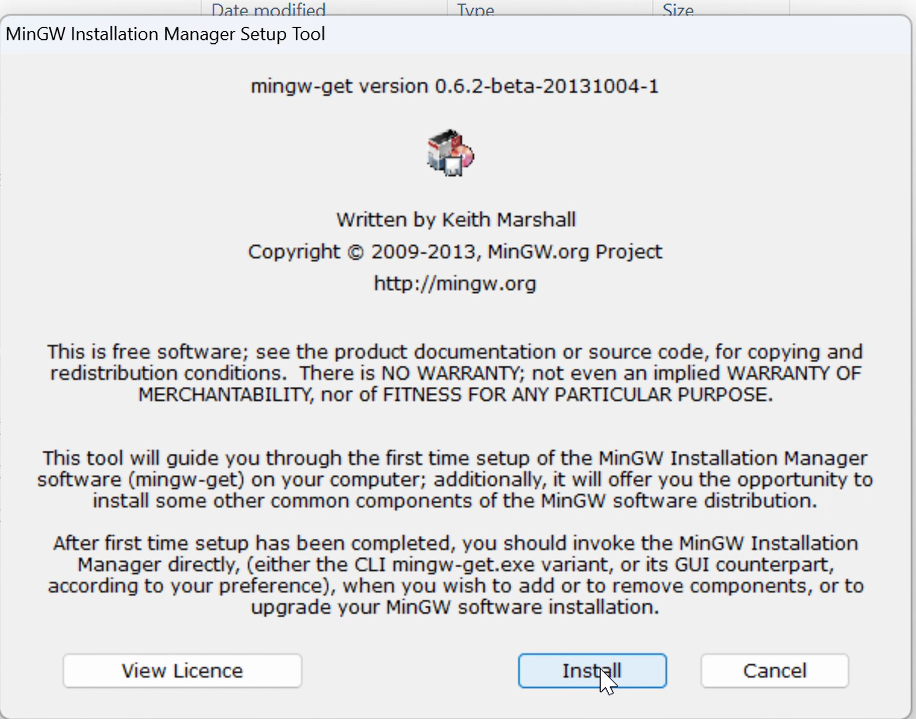 Date modified Type Size
MinGW Installation Manager Setup Tool
mingw-get version 0.6.2-beta-20131004-1
Written by Keith Marshall
Copyright © 2009-2013, MinGW.org Project
http://mingw.org
This is free software; see the product documentation or source code, for copying and
redistribution conditions.  There is NO WARRANTY; not even an implied WARRANTY OF
MERCHANTABILITY, nor of FITNESS FOR ANY PARTICULAR PURPOSE.
This tool will guide you through the first time setup of the MinGW Installation Manager
software (mingw-get) on your computer; additionally, it will offer you the opportunity to
install some other common components of the MinGW software distribution.
After first time setup has been completed, you should invoke the MinGW Installation
Manager directly, (either the CLI mingw-get.exe variant, or its GUI counterpart,
according to your preference), when you wish to add or to remove components, or to
upgrade your MinGW software installation.
View Licence Install Cancel